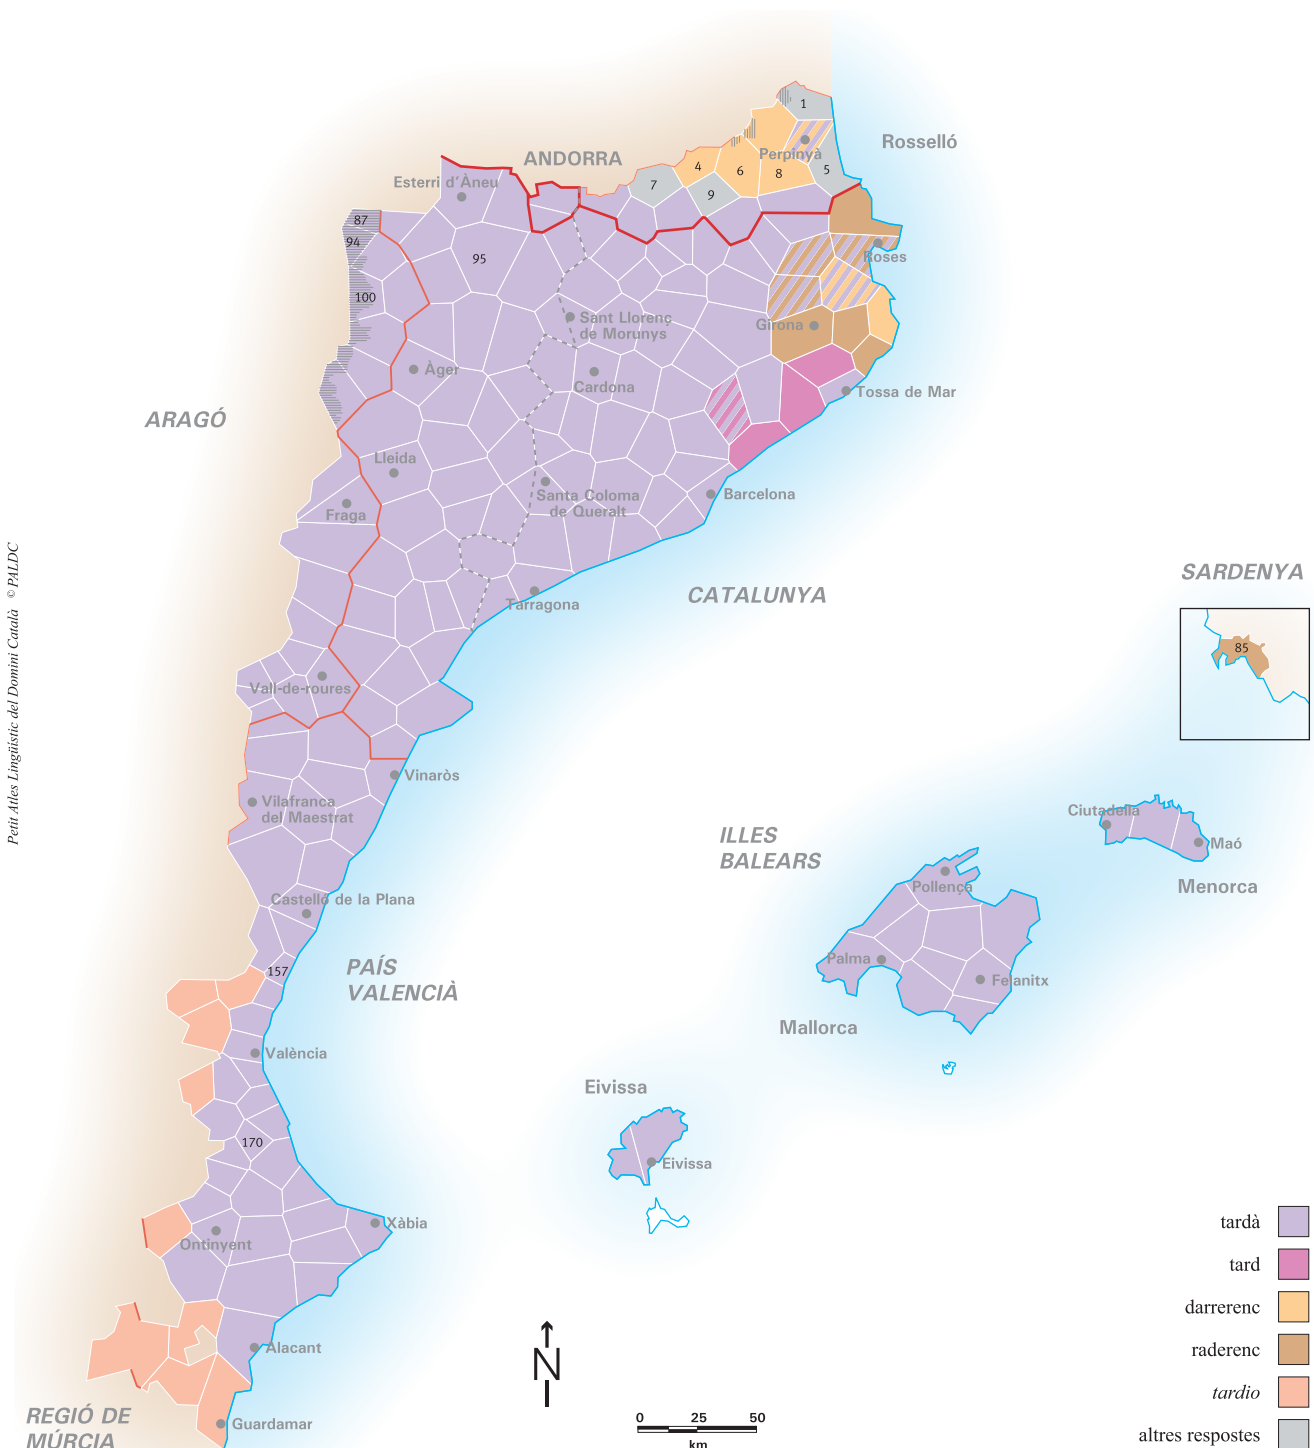 1
Rosselló
Perpinyà
ANDORRA
4
6
8
5
7
9
Esterri d'Àneu
87
94
95
100
Roses
Sant Llorenç
de Morunys
Girona
Àger
Cardona
Tossa de Mar
ARAGÓ
Lleida
Santa Coloma
de Queralt
Barcelona
Fraga
Petit Atles Lingüístic del Domini Català © PALDC
SARDENYA
CATALUNYA
Tarragona
85
Vall-de-roures
Vinaròs
Vilafranca
del Maestrat
ILLES
BALEARS
Ciutadella
Maó
Menorca
Pollença
Castelló de la Plana
Palma
Felanitx
157
PAÍS
VALENCIÀ
Mallorca
València
Eivissa
170
Eivissa
Xàbia
Ontinyent
Alacant
Guardamar
REGIÓ DE
MÚRCIA
N
0 25 50
km
tardà
tard
darrerenc
raderenc
tardio
altres respostes